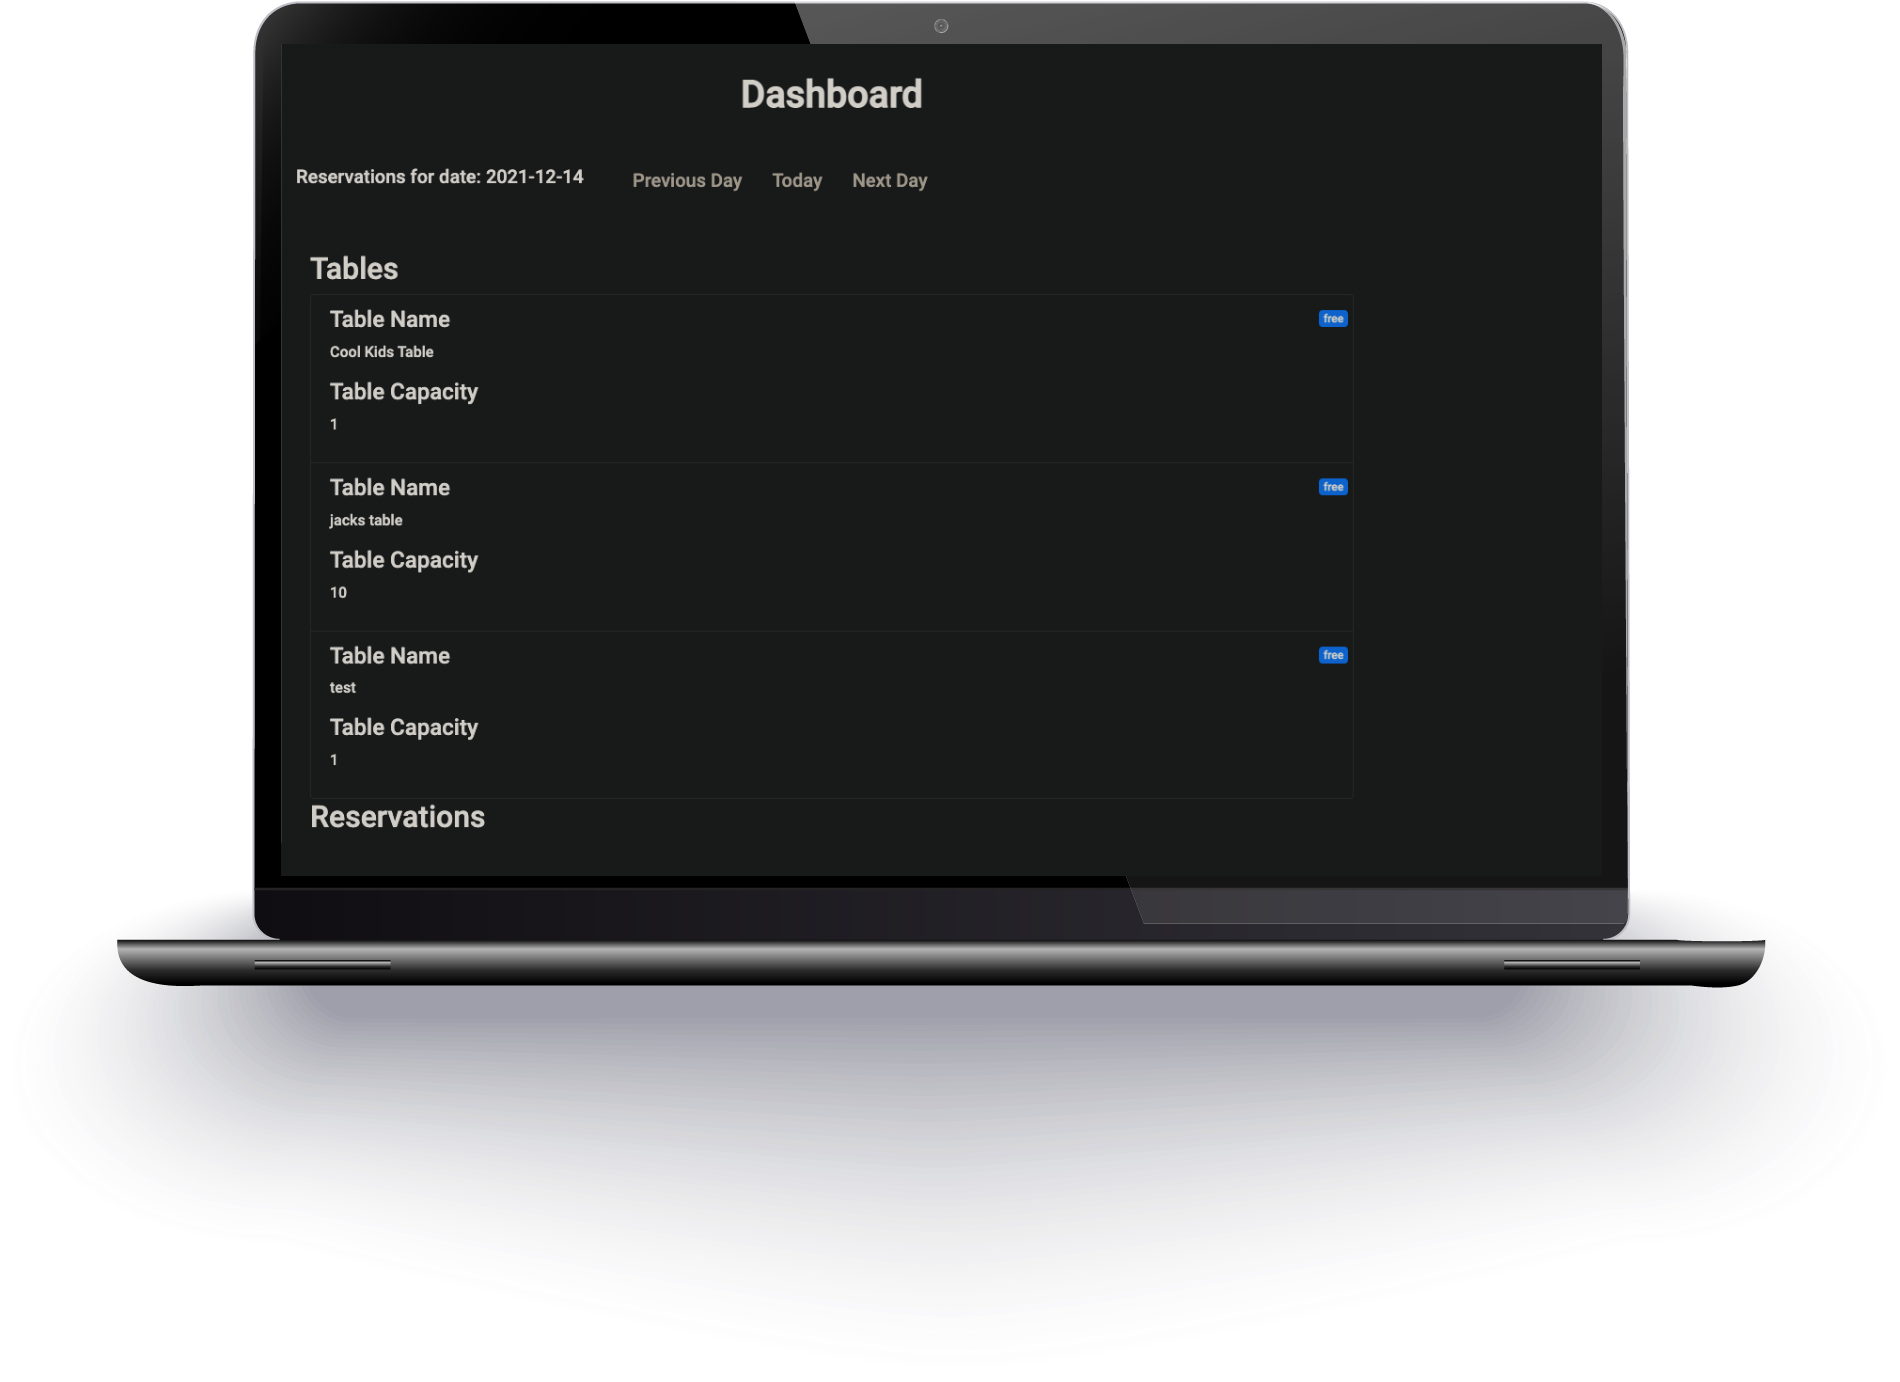 Dashboard
Reservations for date: 2021-12-14 Previous Day Today Next Day
Tables
Table Name free
Cool Kids Table
Table Capacity
1
Table Name free
jacks table
Table Capacity
10
Table Name free
test
Table Capacity
1
Reservations